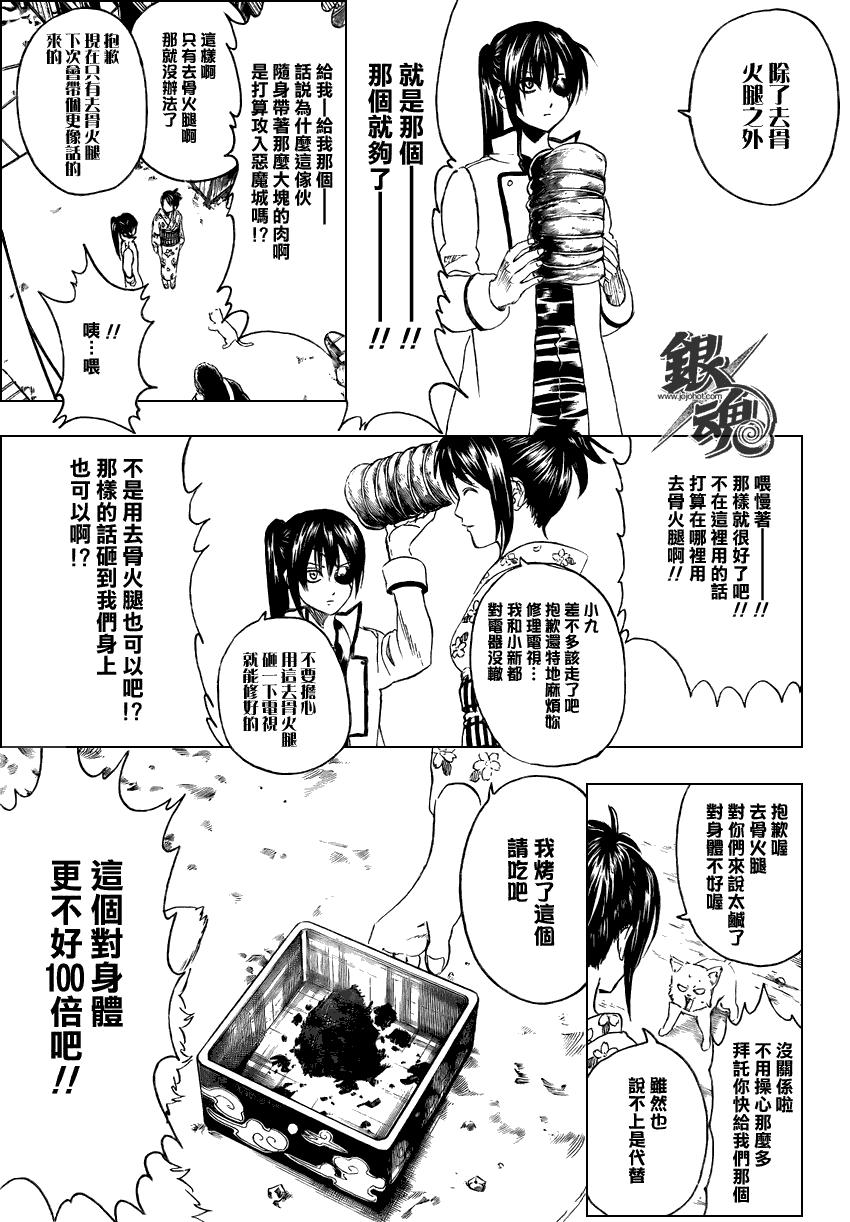 除了去骨
火腿之外
就是那個——
那個就夠了——!!!!
給我—給我那個——
話說為什麼這傢伙
隨身帶著那麼大塊的肉啊
是打算攻入惡魔城嗎!?
這樣啊
只有去骨火腿啊
那就沒辦法了
抱歉
現在只有去骨火腿
下次會帶個更像話的
來的
!!
咦…喂
銀魂
www.jojohot.com
喂慢著——
那樣就很好了吧!!
不在這裡用的話
打算在哪裡用
去骨火腿啊!!
小九
差不多該走了吧
抱歉還特地麻煩妳
修理電視…
我和小新都
對電器沒轍
不要擔心
用這去骨火腿
砸一下電視
就能修好的
不是用去骨火腿也可以吧!?
那樣的話砸到我們身上
也可以啊!?
抱歉喔
去骨火腿
對你們來說太鹹了
對身體不好喔
沒關係啦
不用操心那麼多
拜託你快給我們那個
雖然也
說不上是代替
我烤了這個
請吃吧
這個對身體
更不好100倍吧!!